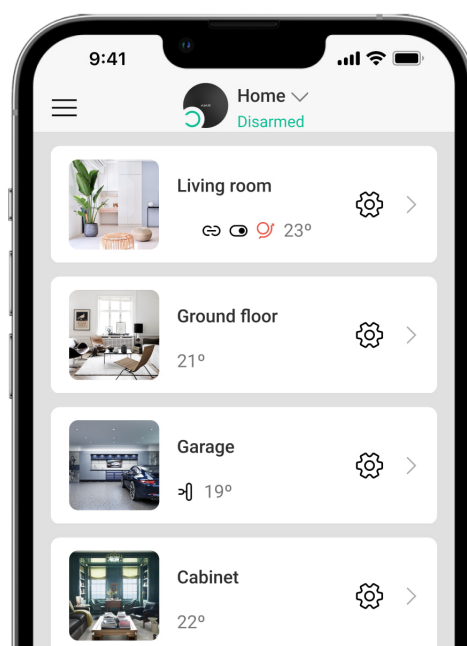 9:41
Home
Disarmed
Living room
23°
Ground floor
21°
Garage
19°
Cabinet
22°